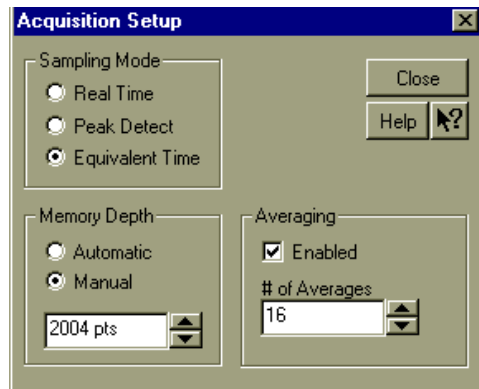 Acquisition Setup
Sampling Mode
Real Time
Peak Detect
Equivalent Time
Close
Help
?
Memory Depth
Automatic
Manual
2004 pts
Averaging
Enabled
# of Averages
16